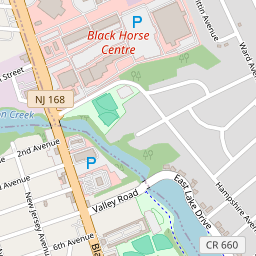 P
Black Horse
Centre
Ward Avenue
Street
NJ 168
Creek
2nd Avenue
P
3rd Avenue
Valley Road
East Lake Drive
Hampshire Avenue
New Jersey Avenue
6th Avenue
CR 660